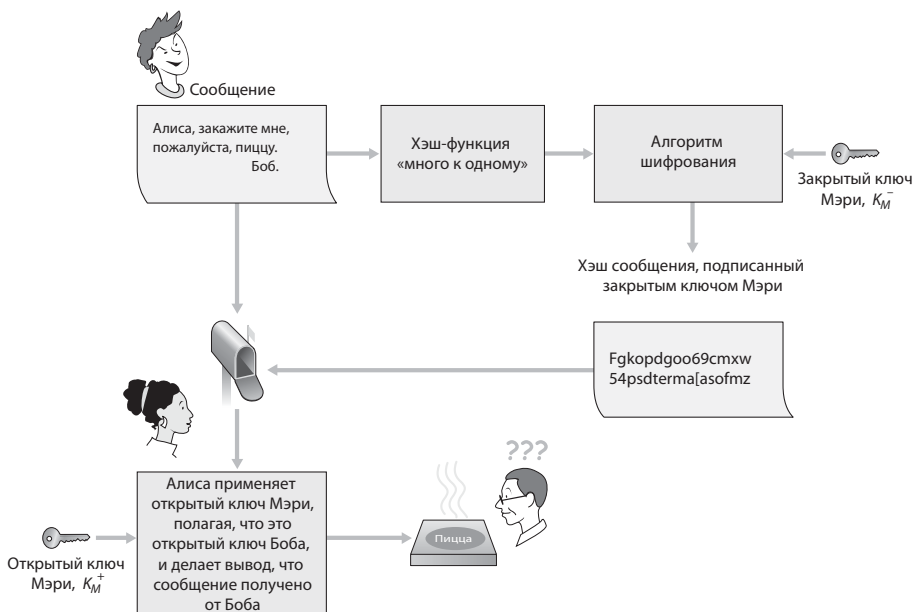 Сообщение
Алиса, закажите мне,
пожалуйста, пиццу.
Боб.
Хэш-функция
«много к одному»
Алгоритм
шифрования
Закрытый ключ
Мэри, K_M^-
Хэш сообщения, подписанный
закрытым ключом Мэри
Fgkopdgoo69cmxw
54psdterma[asofmz
Алиса применяет
открытый ключ Мэри,
полагая, что это
открытый ключ Боба,
и делает вывод, что
сообщение получено
от Боба
Открытый ключ
Мэри, K_M^+
Пицца
???